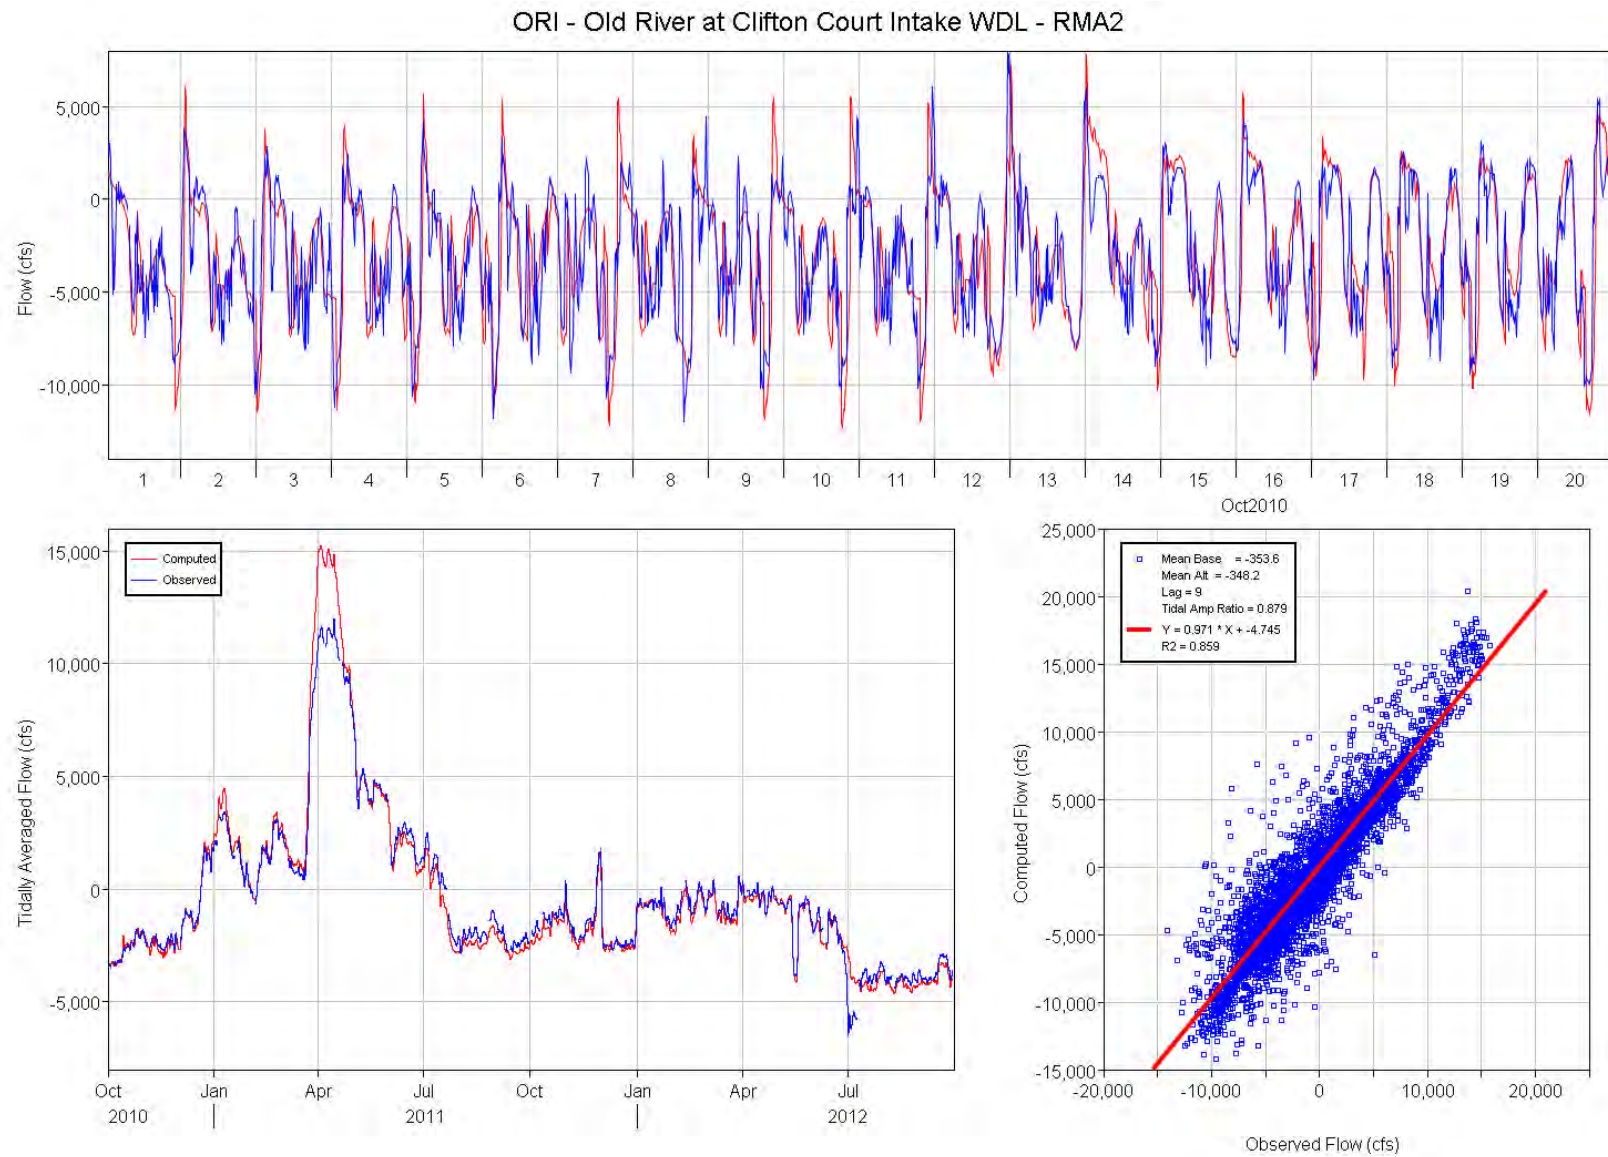 ORI - Old River at Clifton Court Intake WDL - RMA2
5,000
0
-5,000
-10,000
Flow (cfs)
1 2 3 4 5 6 7 8 9 10 11 12 13 14 15 16 17 18 19 20
Oct2010
15,000
10,000
5,000
0
-5,000
Tidally Averaged Flow (cfs)
Computed
Observed
Oct Jan Apr Jul Oct Jan Apr Jul
2010 2011 2012
25,000
20,000
15,000
10,000
5,000
0
-5,000
-10,000
-15,000
Computed Flow (cfs)
Mean Base = -353.6
Mean Alt = -348.2
Lag = 9
Tidal Amp Ratio = 0.879
Y = 0.971 * X + -4.745
R2 = 0.859
-20,000 -10,000 0 10,000 20,000
Observed Flow (cfs)